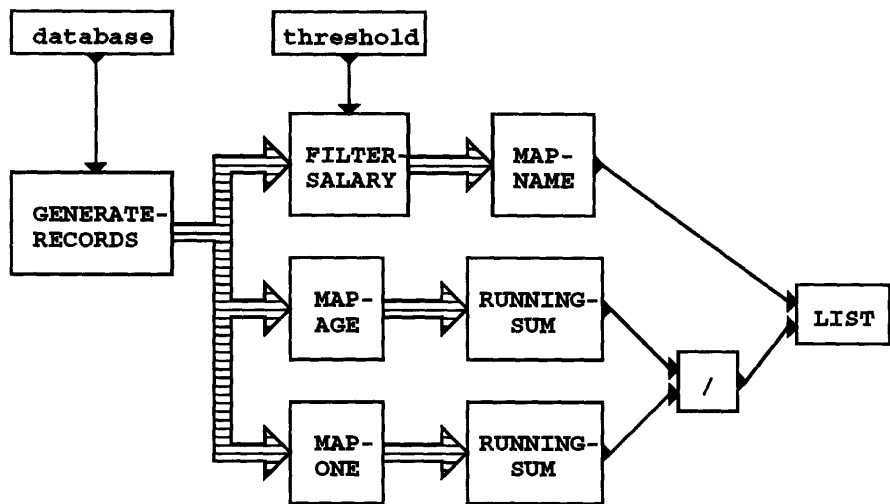 database
threshold
FILTER-
SALARY
MAP-
NAME
GENERATE-
RECORDS
MAP-
AGE
RUNNING-
SUM
LIST
/
MAP-
ONE
RUNNING-
SUM